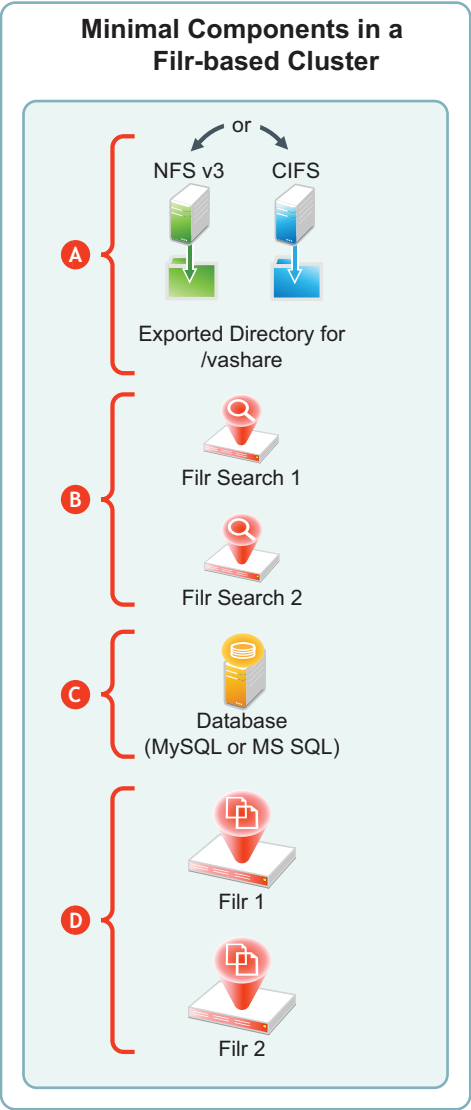 Minimal Components in a
Filr-based Cluster
or
NFS v3
CIFS
A
Exported Directory for
/vashare
Filr Search 1
B
Filr Search 2
C
Database
(MySQL or MS SQL)
Filr 1
D
Filr 2